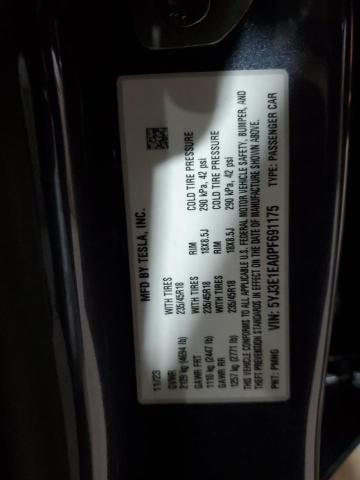 MFD BY TESLA, INC.
11/23
GVWR
2129 kg (4694 lb) WITH TIRES 235/45R18 RIM 18X8.5J COLD TIRE PRESSURE 290 kPa, 42 psi
GAWR FRT
1110 kg (2447 lb) WITH TIRES 235/45R18 RIM 18X8.5J COLD TIRE PRESSURE 290 kPa, 42 psi
GAWR RR
1257 kg (2771 lb)
THIS VEHICLE CONFORMS TO ALL APPLICABLE U.S. FEDERAL MOTOR VEHICLE SAFETY, BUMPER, AND
THEFT PREVENTION STANDARDS IN EFFECT ON THE DATE OF MANUFACTURE SHOWN ABOVE.
VIN: 5YJ3E1EA0PF691175 TYPE: PASSENGER CAR
PNT: PMNG